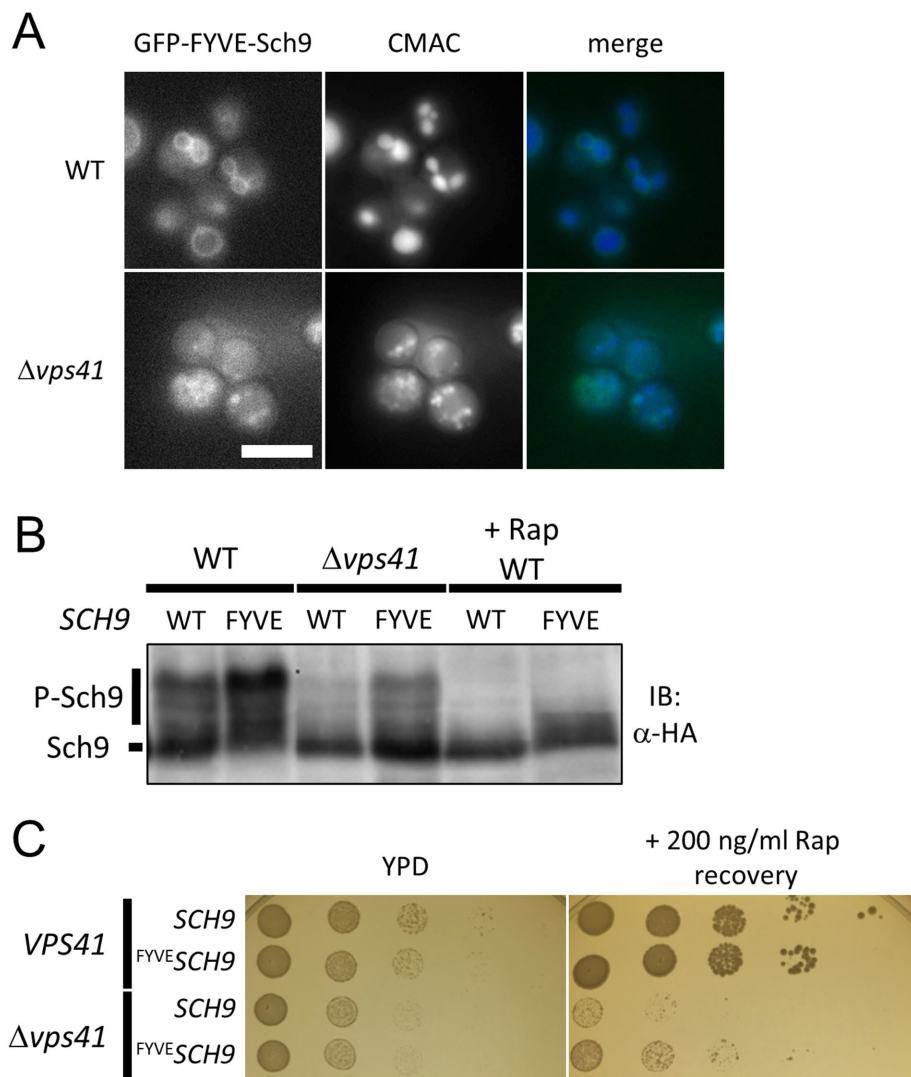 A
GFP-FYVE-Sch9 CMAC merge
WT
Δvps41
B
WT Δvps41 + Rap
WT
SCH9 WT FYVE WT FYVE WT FYVE
P-Sch9
Sch9
IB:
α-HA
C
YPD + 200 ng/ml Rap
recovery
VPS41
SCH9
FYVESCH9
Δvps41
SCH9
FYVESCH9